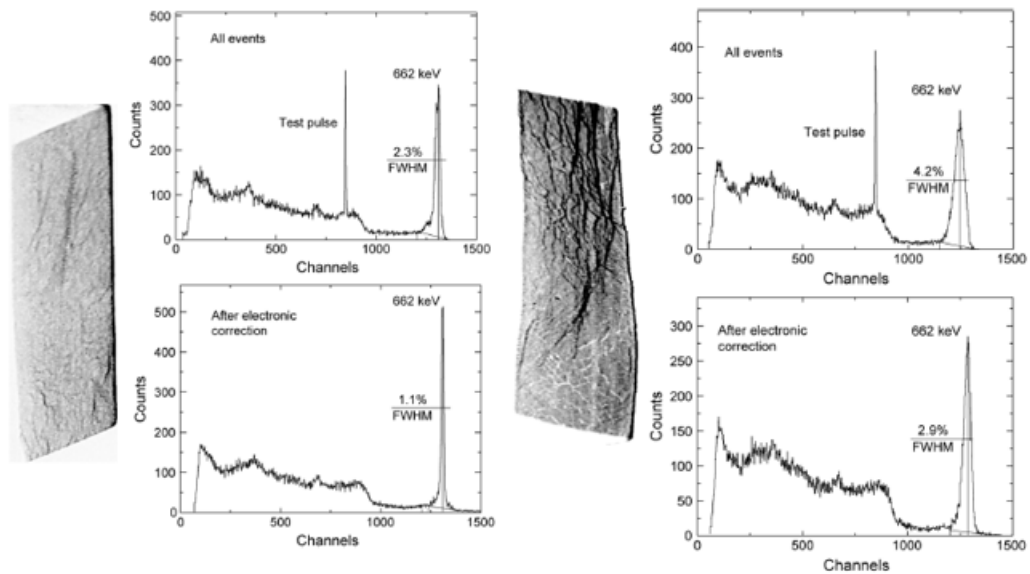 500
400
300
200
100
0
Counts
All events
662 keV
Test pulse
2.3%
FWHM
0
500
1000
1500
Channels
500
400
300
200
100
0
Counts
After electronic
correction
662 keV
1.1%
FWHM
0
500
1000
1500
Channels
400
300
200
100
0
Counts
All events
662 keV
Test pulse
4.2%
FWHM
0
500
1000
1500
Channels
300
250
200
150
100
50
0
Counts
After electronic
correction
662 keV
2.9%
FWHM
0
500
1000
1500
Channels